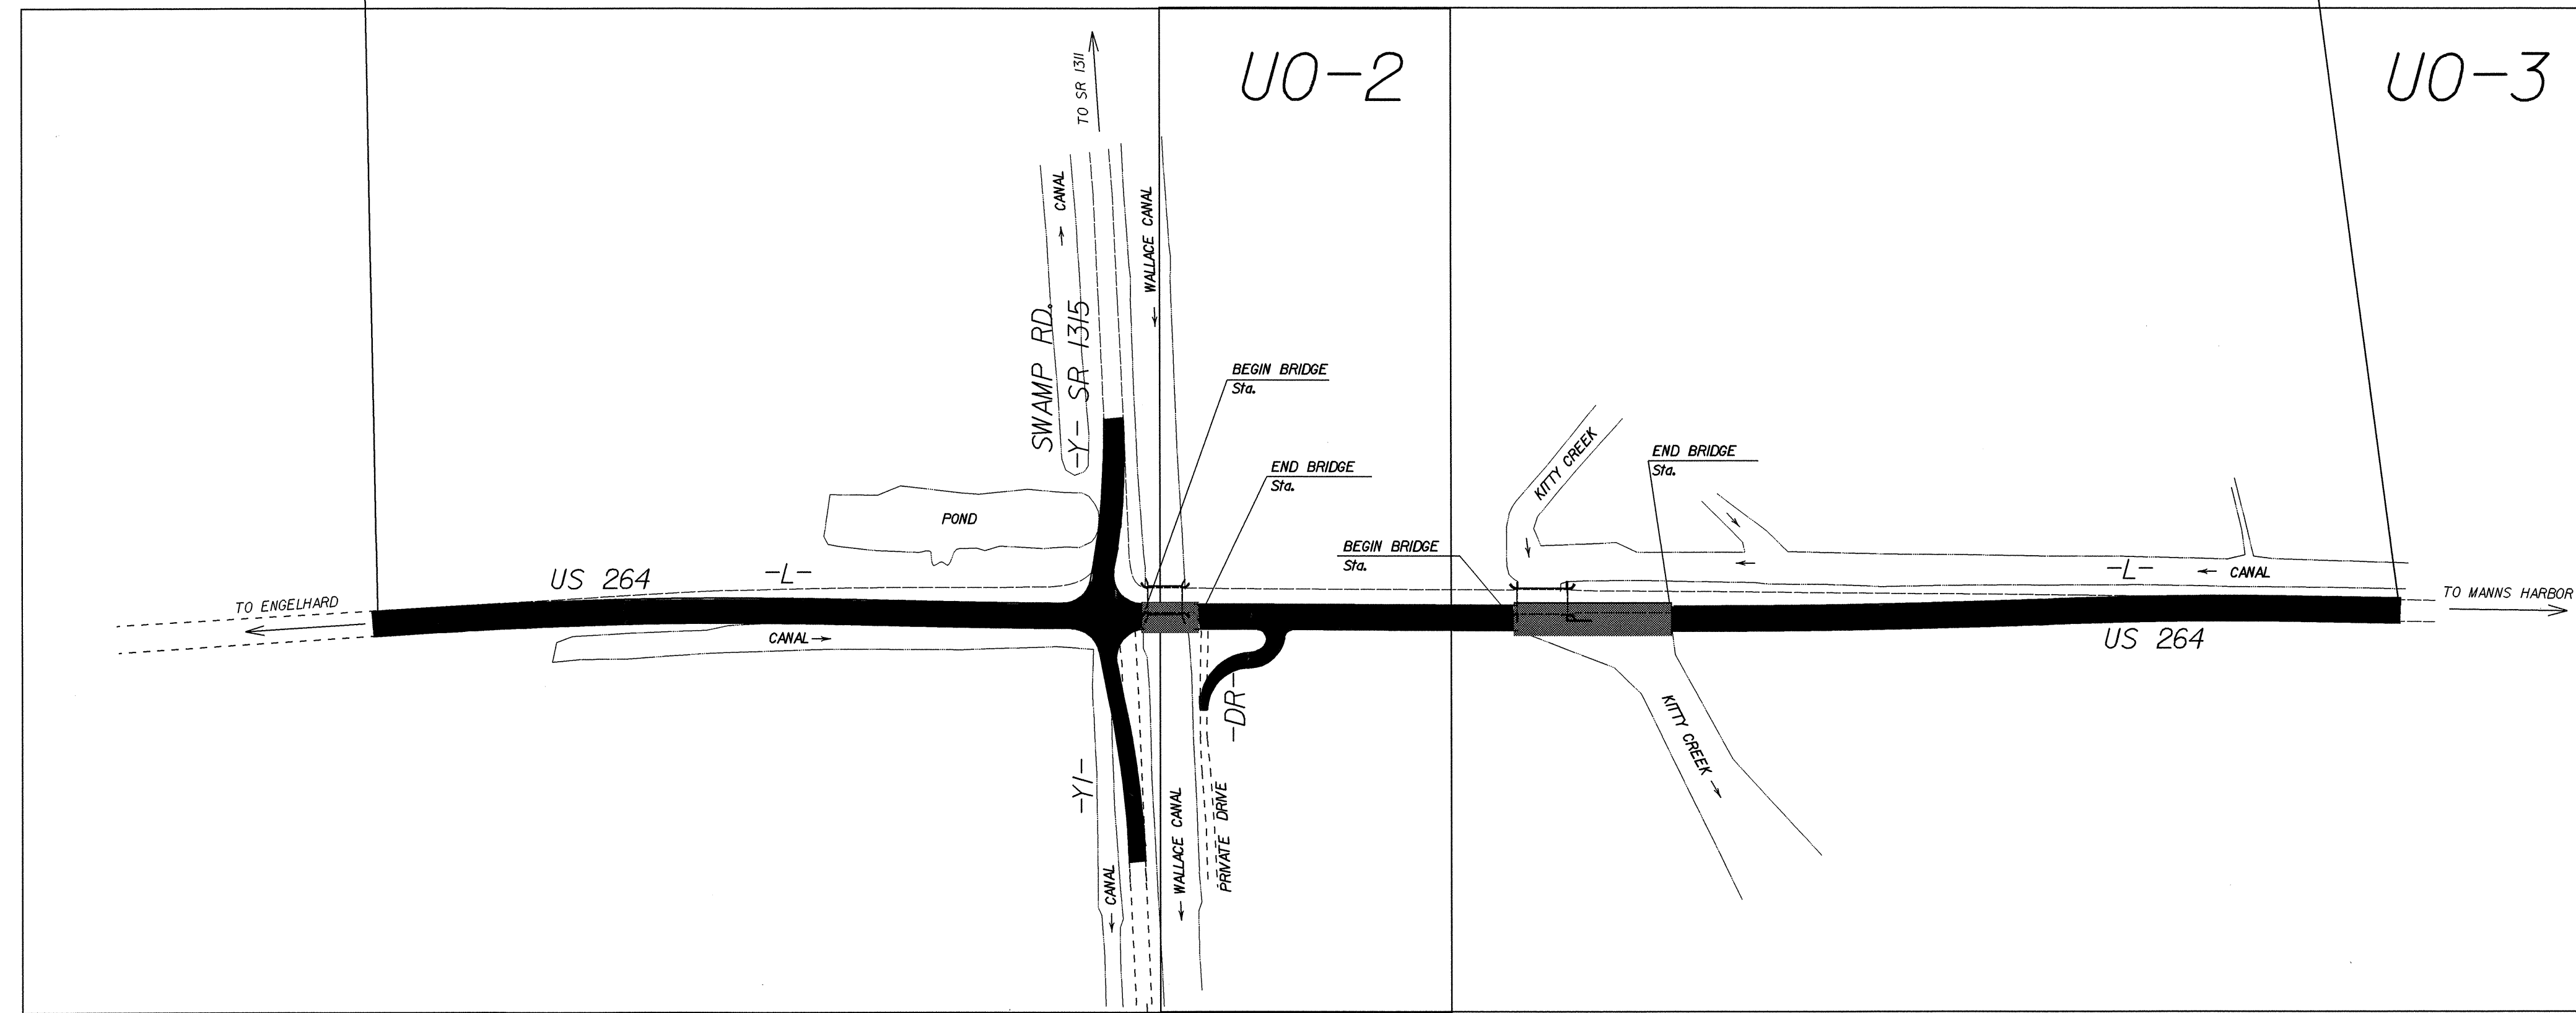 UO-2
UO-3
TO SR 1311
CANAL
WALLACE CANAL
SWAMP RD.
-Y- SR 1315
BEGIN BRIDGE
Sta.
END BRIDGE
Sta.
KITTY CREEK
END BRIDGE
Sta.
BEGIN BRIDGE
Sta.
POND
US 264
-L-
-L-
CANAL
TO ENGELHARD
TO MANNS HARBOR
CANAL
US 264
-DR-
KITTY CREEK
-Y1-
CANAL
WALLACE CANAL
PRIVATE DRIVE